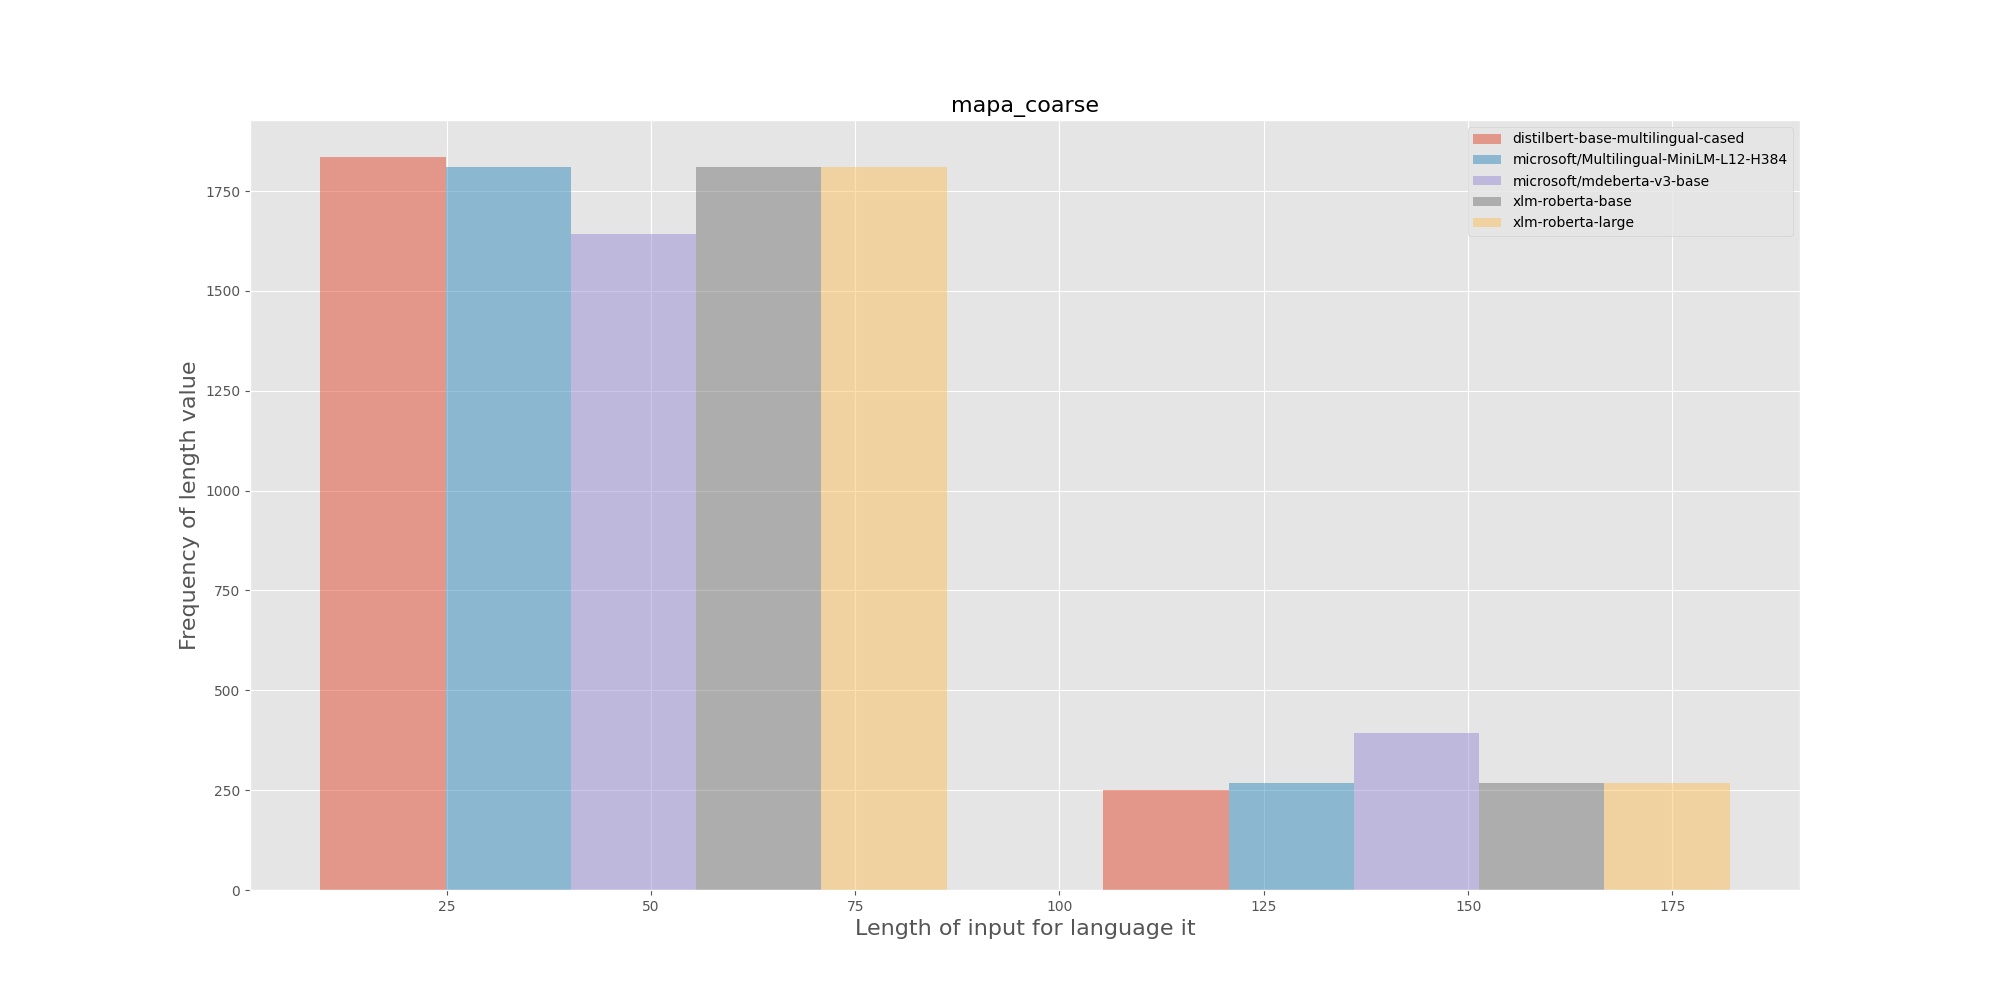 mapa_coarse
distilbert-base-multilingual-cased
microsoft/Multilingual-MiniLM-L12-H384
microsoft/mdeberta-v3-base
xlm-roberta-base
xlm-roberta-large
Frequency of length value
1750
1500
1250
1000
750
500
250
0
25 50 75 100 125 150 175
Length of input for language it